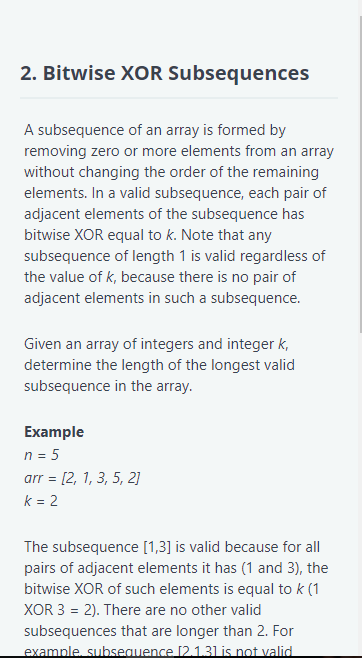 2. Bitwise XOR Subsequences
A subsequence of an array is formed by
removing zero or more elements from an array
without changing the order of the remaining
elements. In a valid subsequence, each pair of
adjacent elements of the subsequence has
bitwise XOR equal to k. Note that any
subsequence of length 1 is valid regardless of
the value of k, because there is no pair of
adjacent elements in such a subsequence.
Given an array of integers and integer k,
determine the length of the longest valid
subsequence in the array.
Example
n = 5
arr = [2, 1, 3, 5, 2]
k = 2
The subsequence [1,3] is valid because for all
pairs of adjacent elements it has (1 and 3), the
bitwise XOR of such elements is equal to k (1
XOR 3 = 2). There are no other valid
subsequences that are longer than 2. For
example, subsequence [2,1,3] is not valid